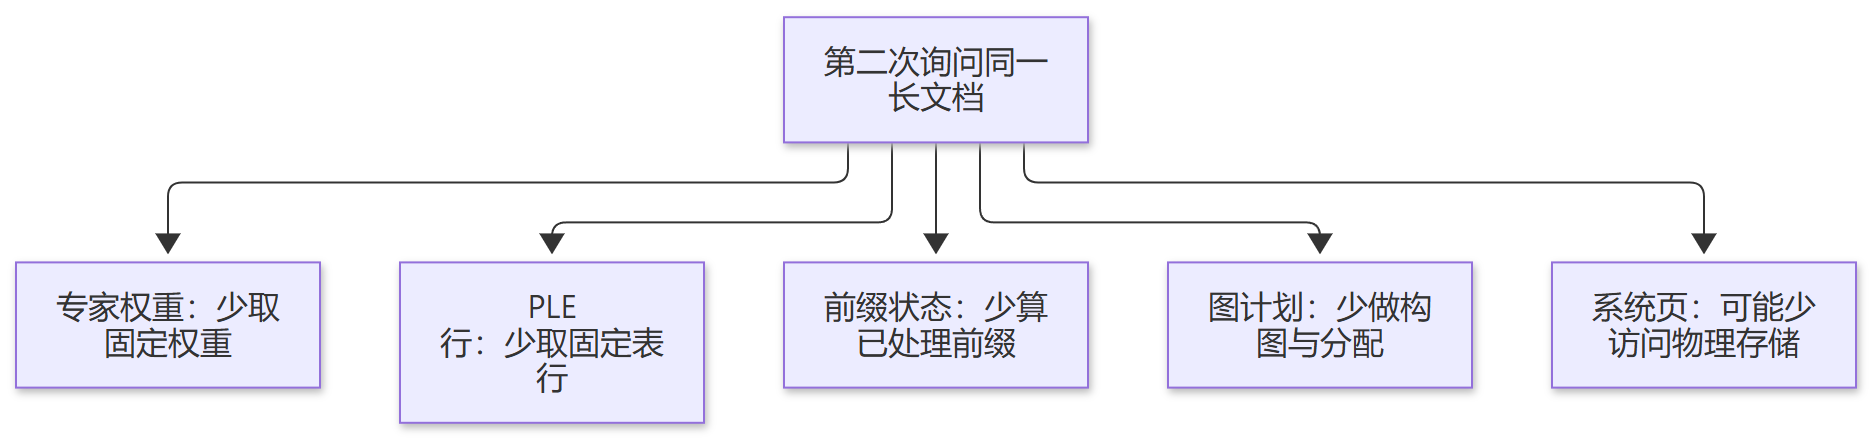 第二次询问同一
长文档
专家权重：少取
固定权重
PLE
行：少取固定表
行
前缀状态：少算
已处理前缀
图计划：少做构
图与分配
系统页：可能少
访问物理存储